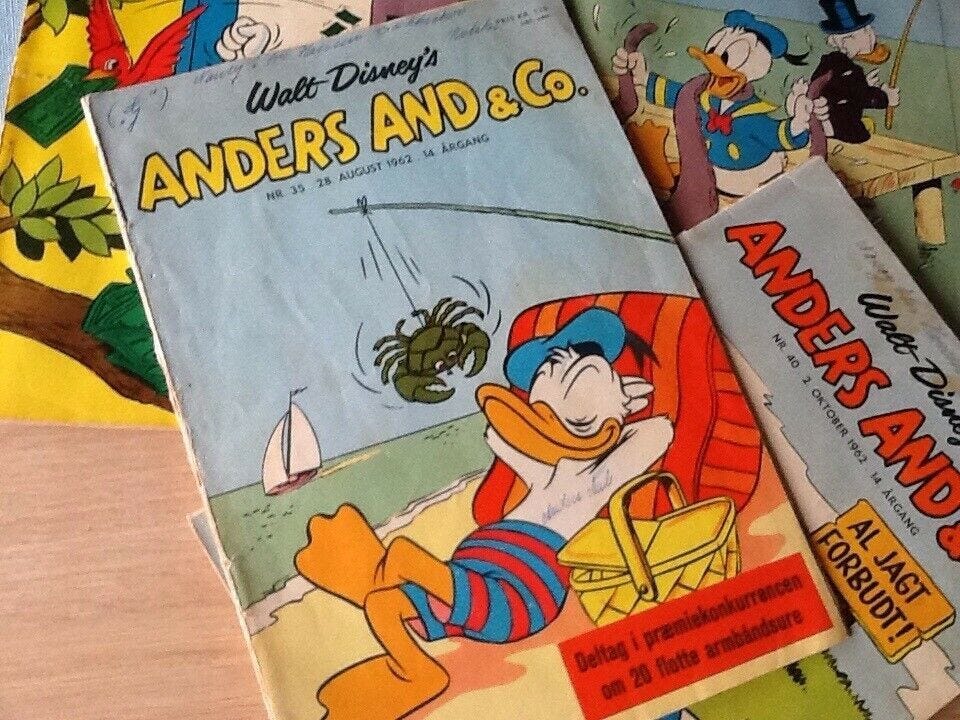 Walt Disney's
ANDERS AND & Co.
NR. 35 28 AUGUST 1962 14. ÅRGANG
Deltag i præmiekonkurrencen
om 20 flotte armbåndsure
Walt Disney
ANDERS AND &
NR. 40 2. OKTOBER 1962 14. ÅRGANG
AL JAGT
FORBUDT!